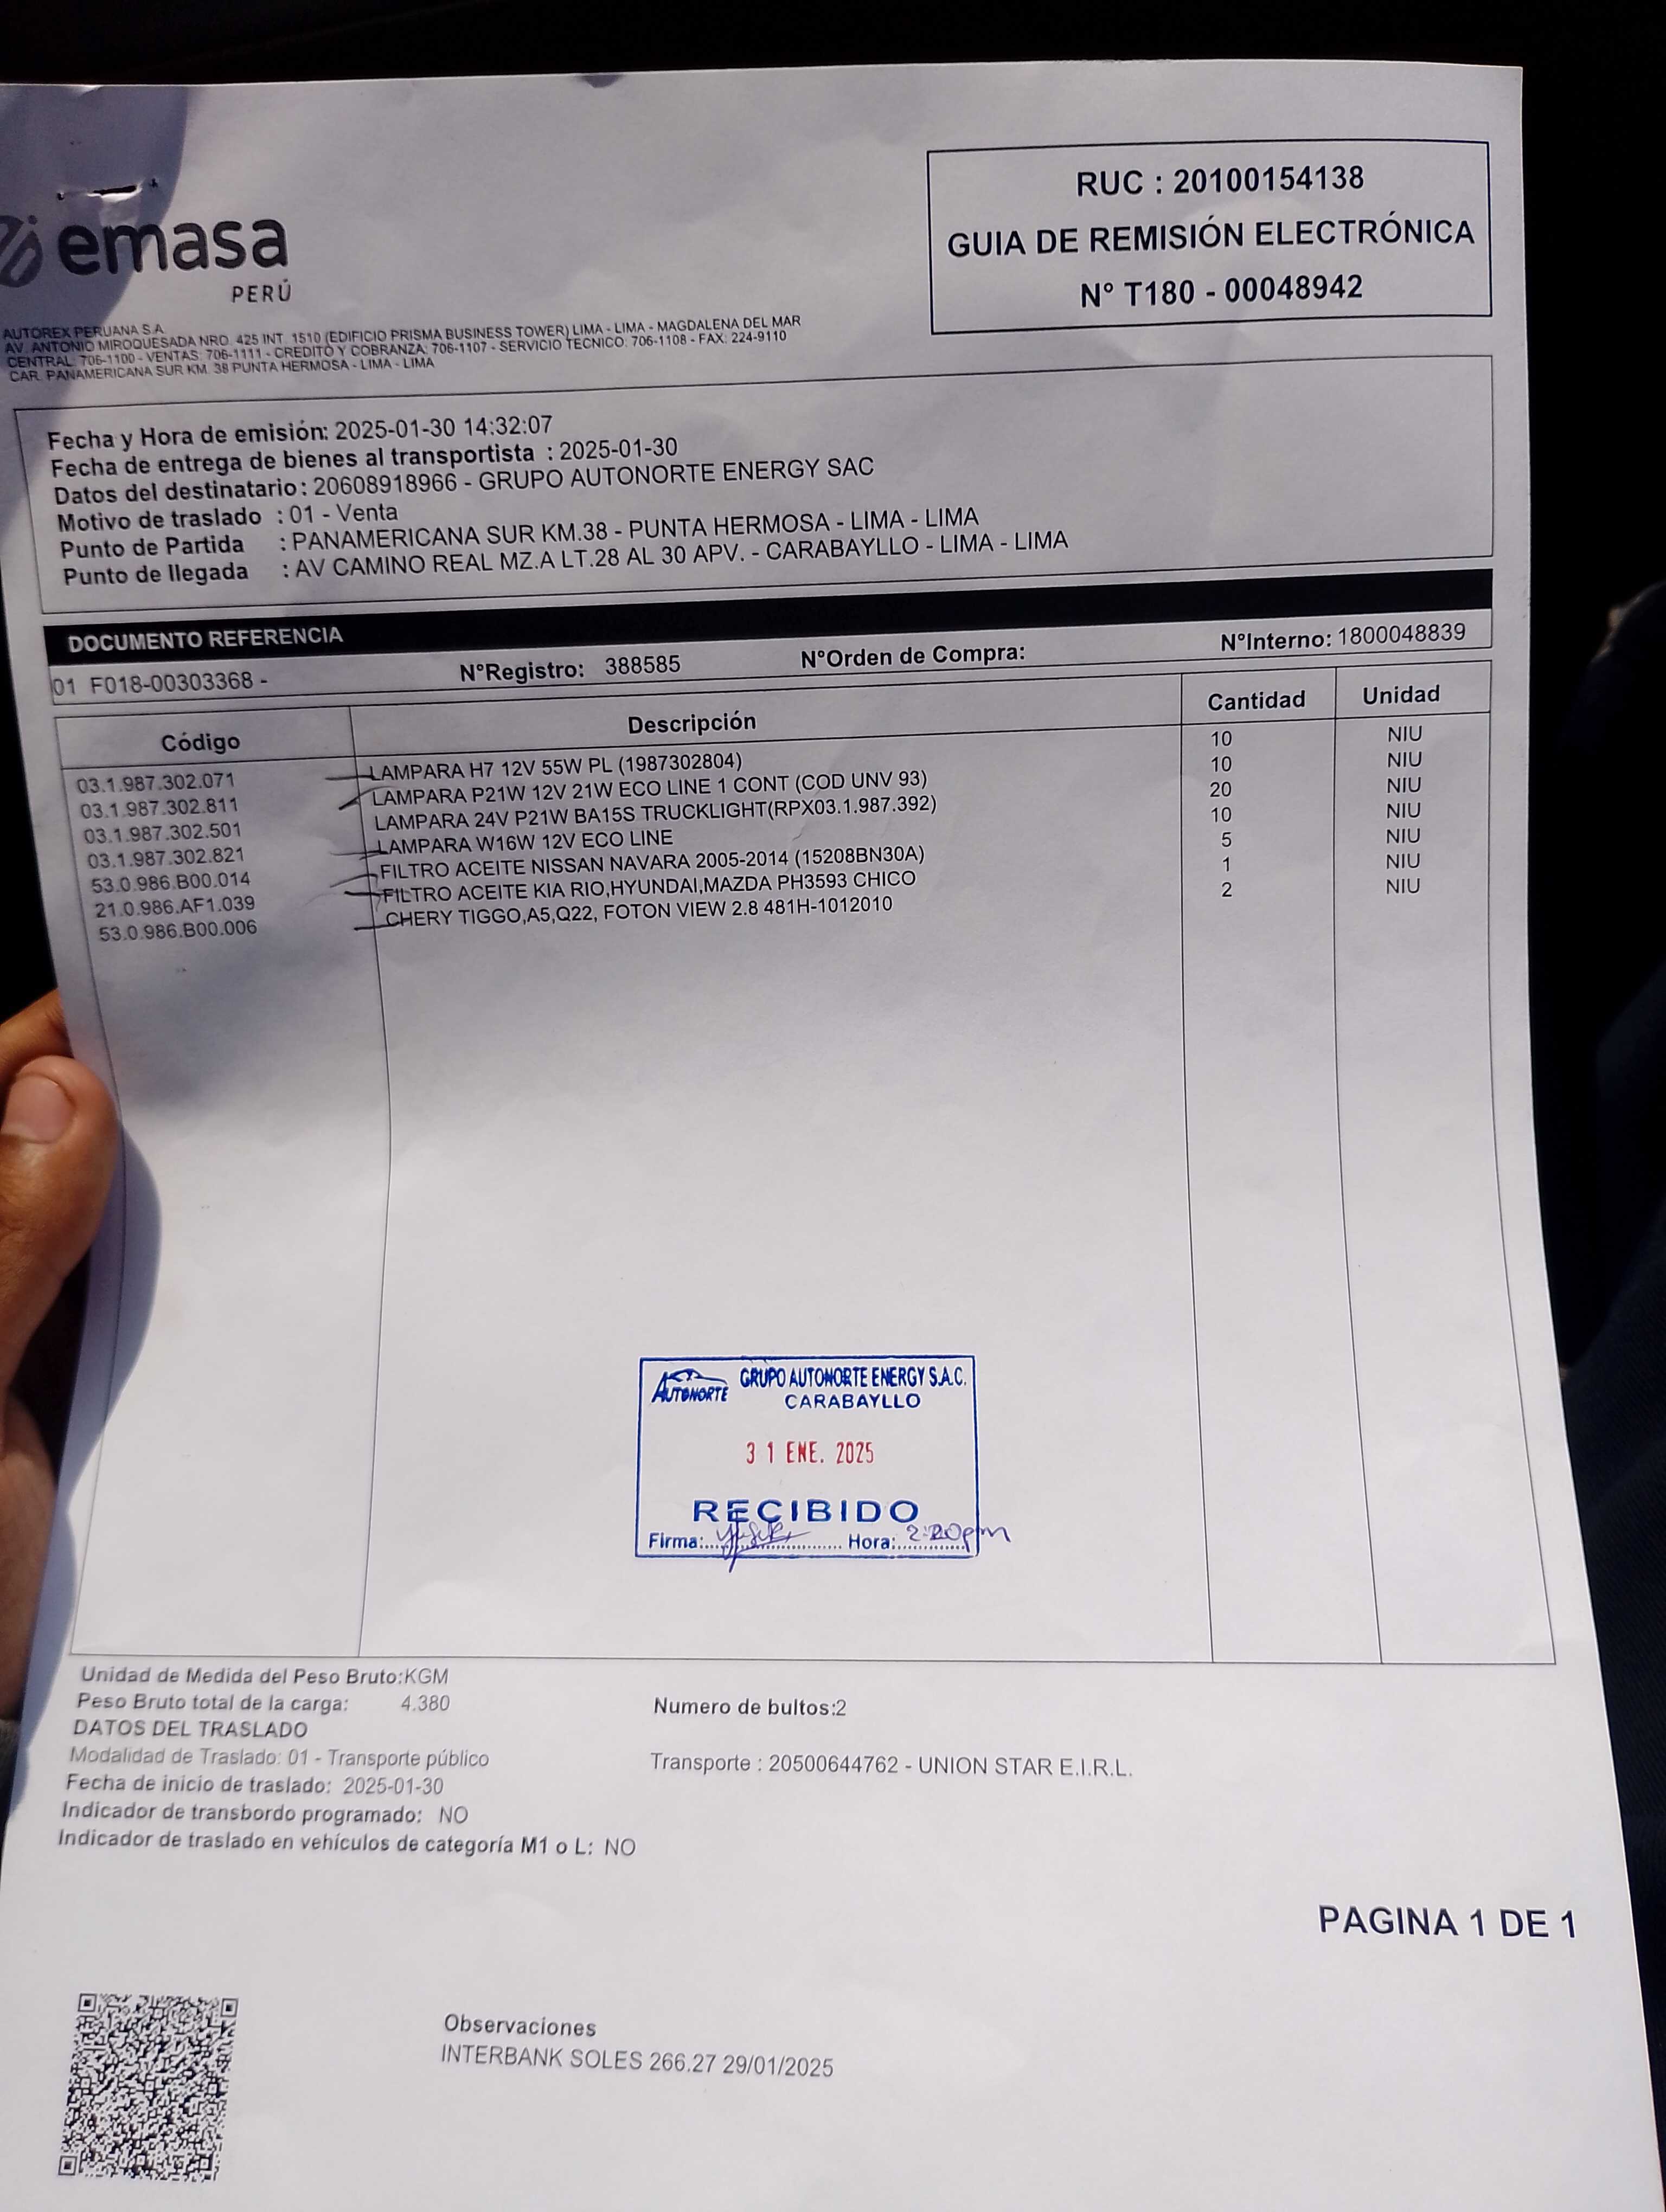 RUC : 20100154138
GUIA DE REMISIÓN ELECTRÓNICA
N° T180 - 00048942
emasa
PERÚ
AUTOREX PERUANA S.A.
AV. ANTONIO MIROQUESADA NRO. 425 INT. 1510 (EDIFICIO PRISMA BUSINESS TOWER) LIMA - LIMA - MAGDALENA DEL MAR
CENTRAL: 706-1100 - VENTAS: 706-1111 - CREDITO Y COBRANZA: 706-1107 - SERVICIO TECNICO: 706-1108 - FAX: 224-9110
CAR. PANAMERICANA SUR KM. 38 PUNTA HERMOSA - LIMA - LIMA
Fecha y Hora de emisión: 2025-01-30 14:32:07
Fecha de entrega de bienes al transportista : 2025-01-30
Datos del destinatario : 20608918966 - GRUPO AUTONORTE ENERGY SAC
Motivo de traslado : 01 - Venta
Punto de Partida : PANAMERICANA SUR KM.38 - PUNTA HERMOSA - LIMA - LIMA
Punto de llegada : AV CAMINO REAL MZ.A LT.28 AL 30 APV. - CARABAYLLO - LIMA - LIMA
DOCUMENTO REFERENCIA
01 F018-00303368 - N°Registro: 388585 N°Orden de Compra: N°Interno: 1800048839
Código Descripción Cantidad Unidad
03.1.987.302.071 LAMPARA H7 12V 55W PL (1987302804) 10 NIU
03.1.987.302.811 LAMPARA P21W 12V 21W ECO LINE 1 CONT (COD UNV 93) 10 NIU
03.1.987.302.501 LAMPARA 24V P21W BA15S TRUCKLIGHT(RPX03.1.987.392) 20 NIU
03.1.987.302.821 LAMPARA W16W 12V ECO LINE 10 NIU
53.0.986.B00.014 FILTRO ACEITE NISSAN NAVARA 2005-2014 (15208BN30A) 5 NIU
21.0.986.AF1.039 FILTRO ACEITE KIA RIO,HYUNDAI,MAZDA PH3593 CHICO 1 NIU
53.0.986.B00.006 CHERY TIGGO,A5,Q22, FOTON VIEW 2.8 481H-1012010 2 NIU
AUTONORTE GRUPO AUTONORTE ENERGY S.A.C.
CARABAYLLO
31 ENE. 2025
RECIBIDO
Firma: Hora: 2:20pm
Unidad de Medida del Peso Bruto:KGM
Peso Bruto total de la carga: 4.380 Numero de bultos:2
DATOS DEL TRASLADO
Modalidad de Traslado: 01 - Transporte público Transporte : 20500644762 - UNION STAR E.I.R.L.
Fecha de inicio de traslado: 2025-01-30
Indicador de transbordo programado: NO
Indicador de traslado en vehículos de categoría M1 o L: NO
PAGINA 1 DE 1
Observaciones
INTERBANK SOLES 266.27 29/01/2025